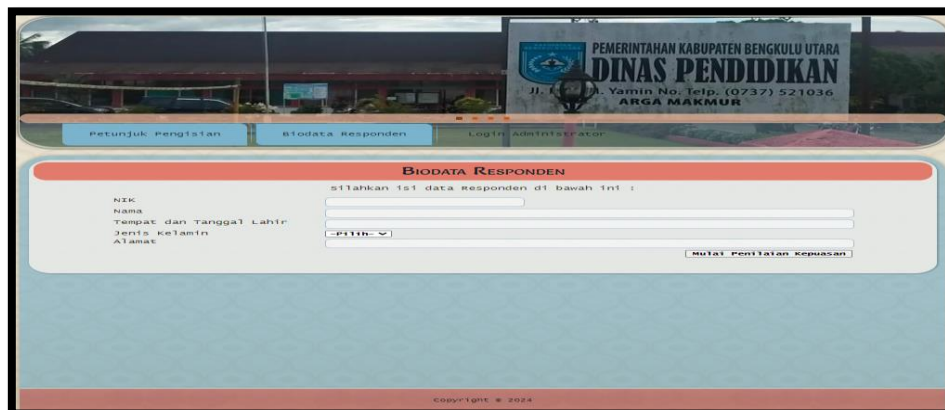 PEMERINTAHAN KABUPATEN BENGKULU UTARA
DINAS PENDIDIKAN
Yamin No. Telp. (0737) 521036
ARGA MAKMUR
Petunjuk Pengisian
Biodata Responden
Login Administrator
BIODATA RESPONDEN
Silahkan isi data Responden di bawah ini :
NIK
Nama
Tempat dan Tanggal Lahir
Jenis Kelamin
-Pilih-
Alamat
Mulai Penilaian Kepuasan
Copyright © 2024